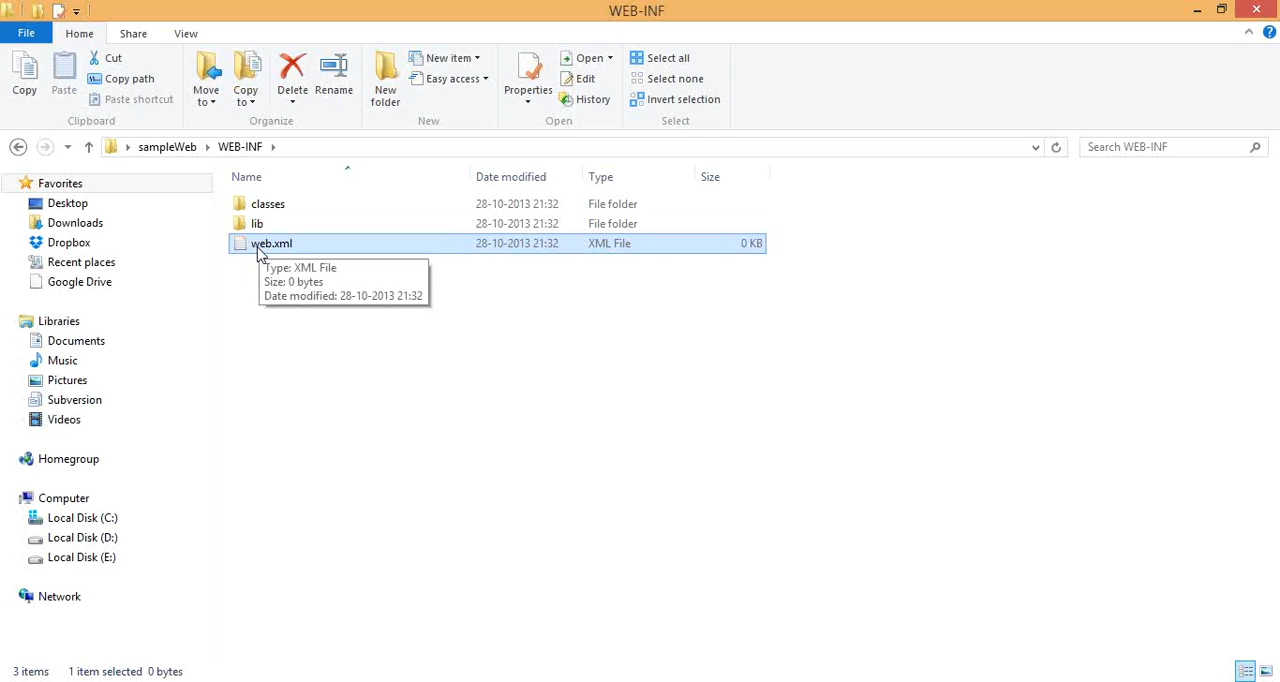 WEB-INF
File Home Share View
Copy
Paste
Cut
Copy path
Paste shortcut
Clipboard
Move to
Copy to
Delete
Rename
Organize
New folder
New item
Easy access
New
Properties
Open
Edit
History
Open
Select all
Select none
Invert selection
Select
sampleWeb WEB-INF
Search WEB-INF
Name Date modified Type Size
classes 28-10-2013 21:32 File folder
lib 28-10-2013 21:32 File folder
web.xml 28-10-2013 21:32 XML File 0 KB
Type: XML File
Size: 0 bytes
Date modified: 28-10-2013 21:32
Favorites
Desktop
Downloads
Dropbox
Recent places
Google Drive
Libraries
Documents
Music
Pictures
Subversion
Videos
Homegroup
Computer
Local Disk (C:)
Local Disk (D:)
Local Disk (E:)
Network
3 items 1 item selected 0 bytes